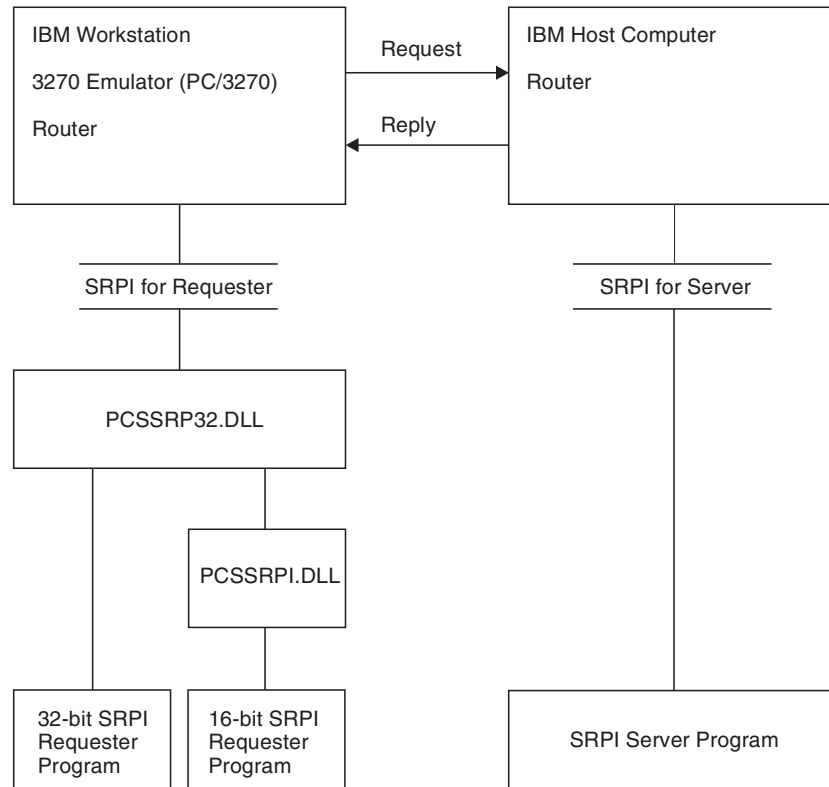 IBM Workstation
3270 Emulator (PC/3270)
Router
Request
Reply
IBM Host Computer
Router
SRPI for Requester
SRPI for Server
PCSSRP32.DLL
PCSSRPI.DLL
32-bit SRPI
Requester
Program
16-bit SRPI
Requester
Program
SRPI Server Program